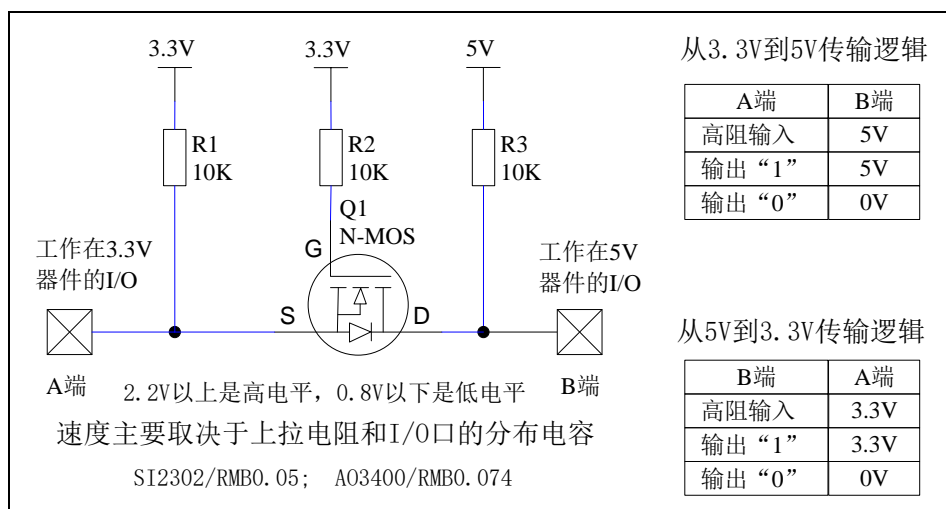 3.3V
3.3V
5V
R1
10K
R2
10K
R3
10K
Q1
N-MOS
工作在3.3V
器件的I/O
G
工作在5V
器件的I/O
S
D
A端
B端
2.2V以上是高电平，0.8V以下是低电平
速度主要取决于上拉电阻和I/O口的分布电容
SI2302/RMB0.05; AO3400/RMB0.074
从3.3V到5V传输逻辑
A端 B端
高阻输入 5V
输出“1” 5V
输出“0” 0V
从5V到3.3V传输逻辑
B端 A端
高阻输入 3.3V
输出“1” 3.3V
输出“0” 0V